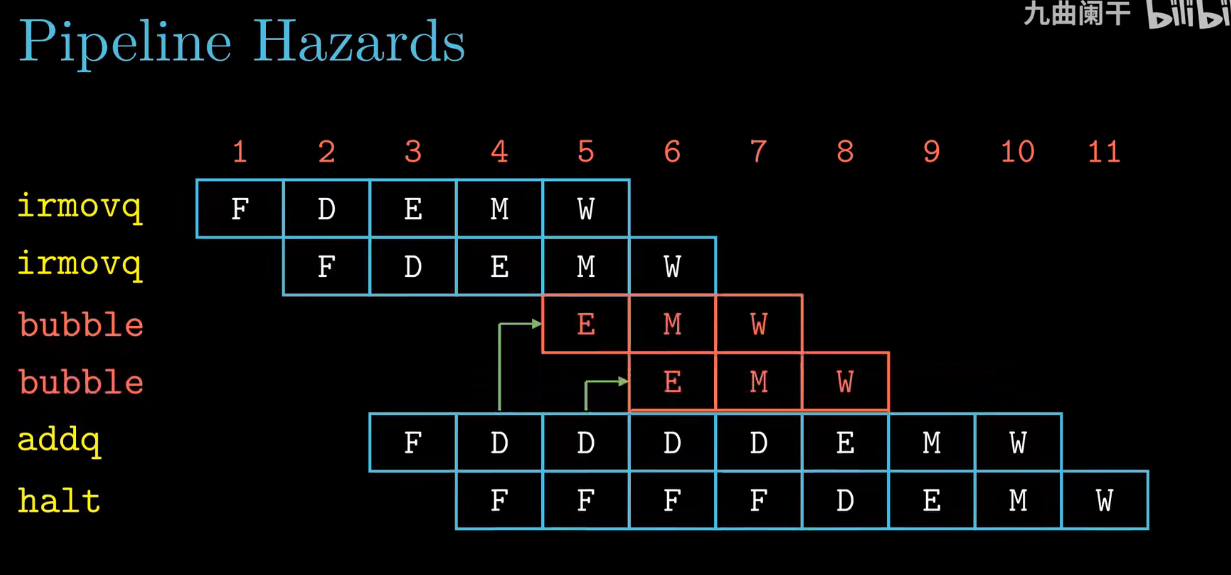 九曲阑干 bilibi
Pipeline Hazards
1 2 3 4 5 6 7 8 9 10 11
irmovq F D E M W
irmovq F D E M W
bubble E M W
bubble E M W
addq F D D D D E M W
halt F F F F D E M W